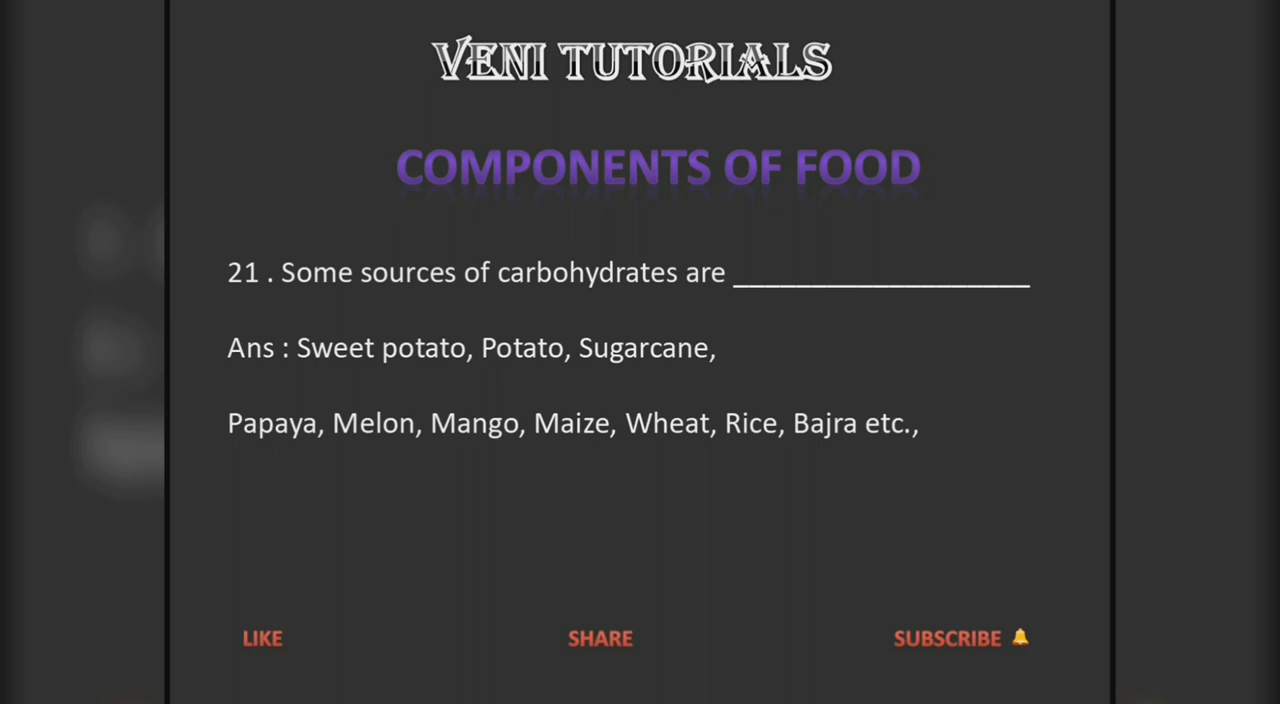 VENI TUTORIALS
COMPONENTS OF FOOD
21 . Some sources of carbohydrates are ___________________
Ans : Sweet potato, Potato, Sugarcane,
Papaya, Melon, Mango, Maize, Wheat, Rice, Bajra etc.,
LIKE SHARE SUBSCRIBE 🔔